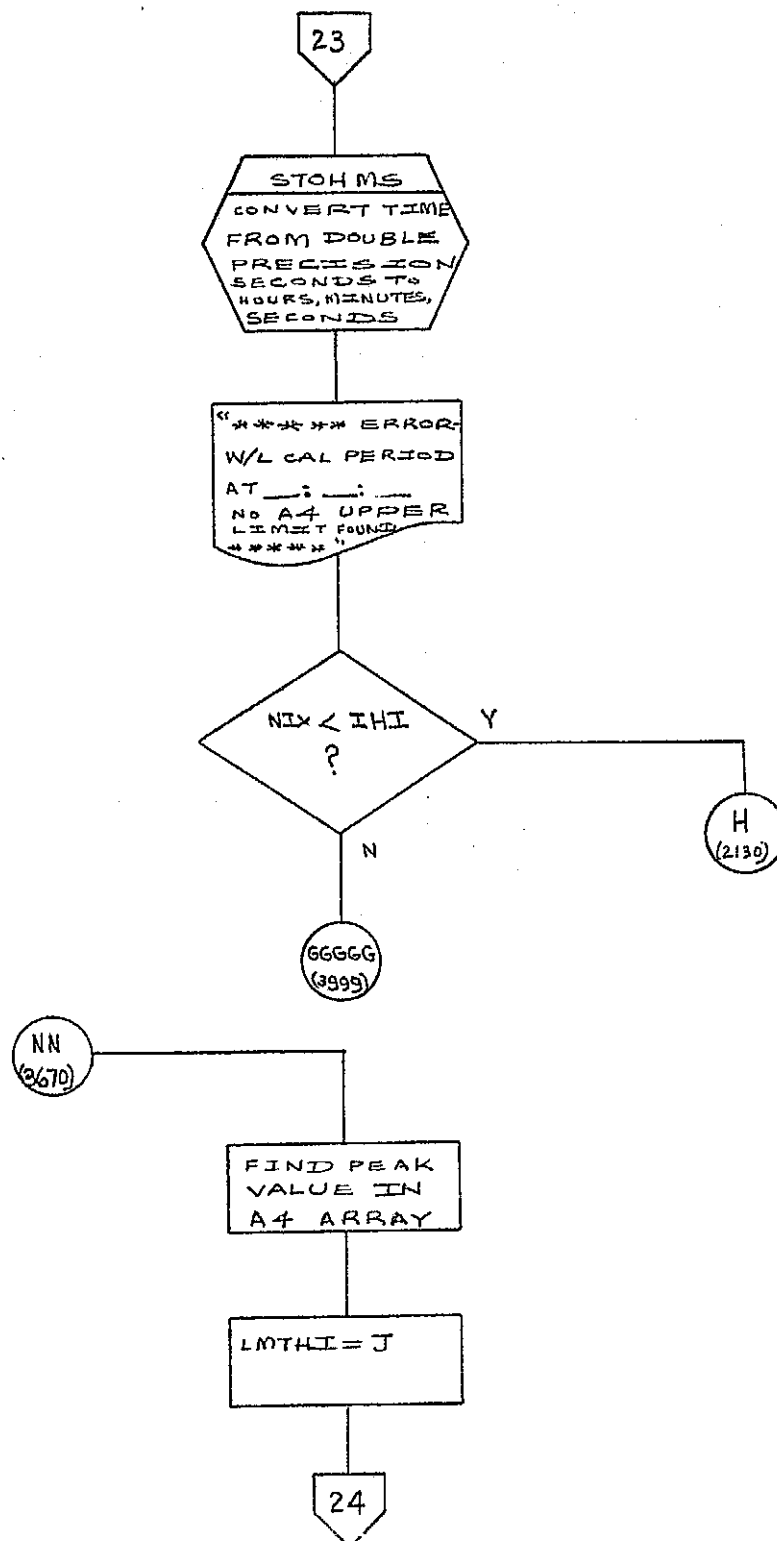 23
STOHMS
CONVERT TIME
FROM DOUBLE
PRECISION
SECONDS TO
HOURS, MINUTES,
SECONDS
"***** ERROR-
W/L CAL PERIOD
AT __:__:__
NO A4 UPPER
LIMIT FOUND
*****"
NIX < IHI
?
Y
H
(2130)
N
GGGGG
(3999)
NN
(3670)
FIND PEAK
VALUE IN
A4 ARRAY
LMTHI = J
24